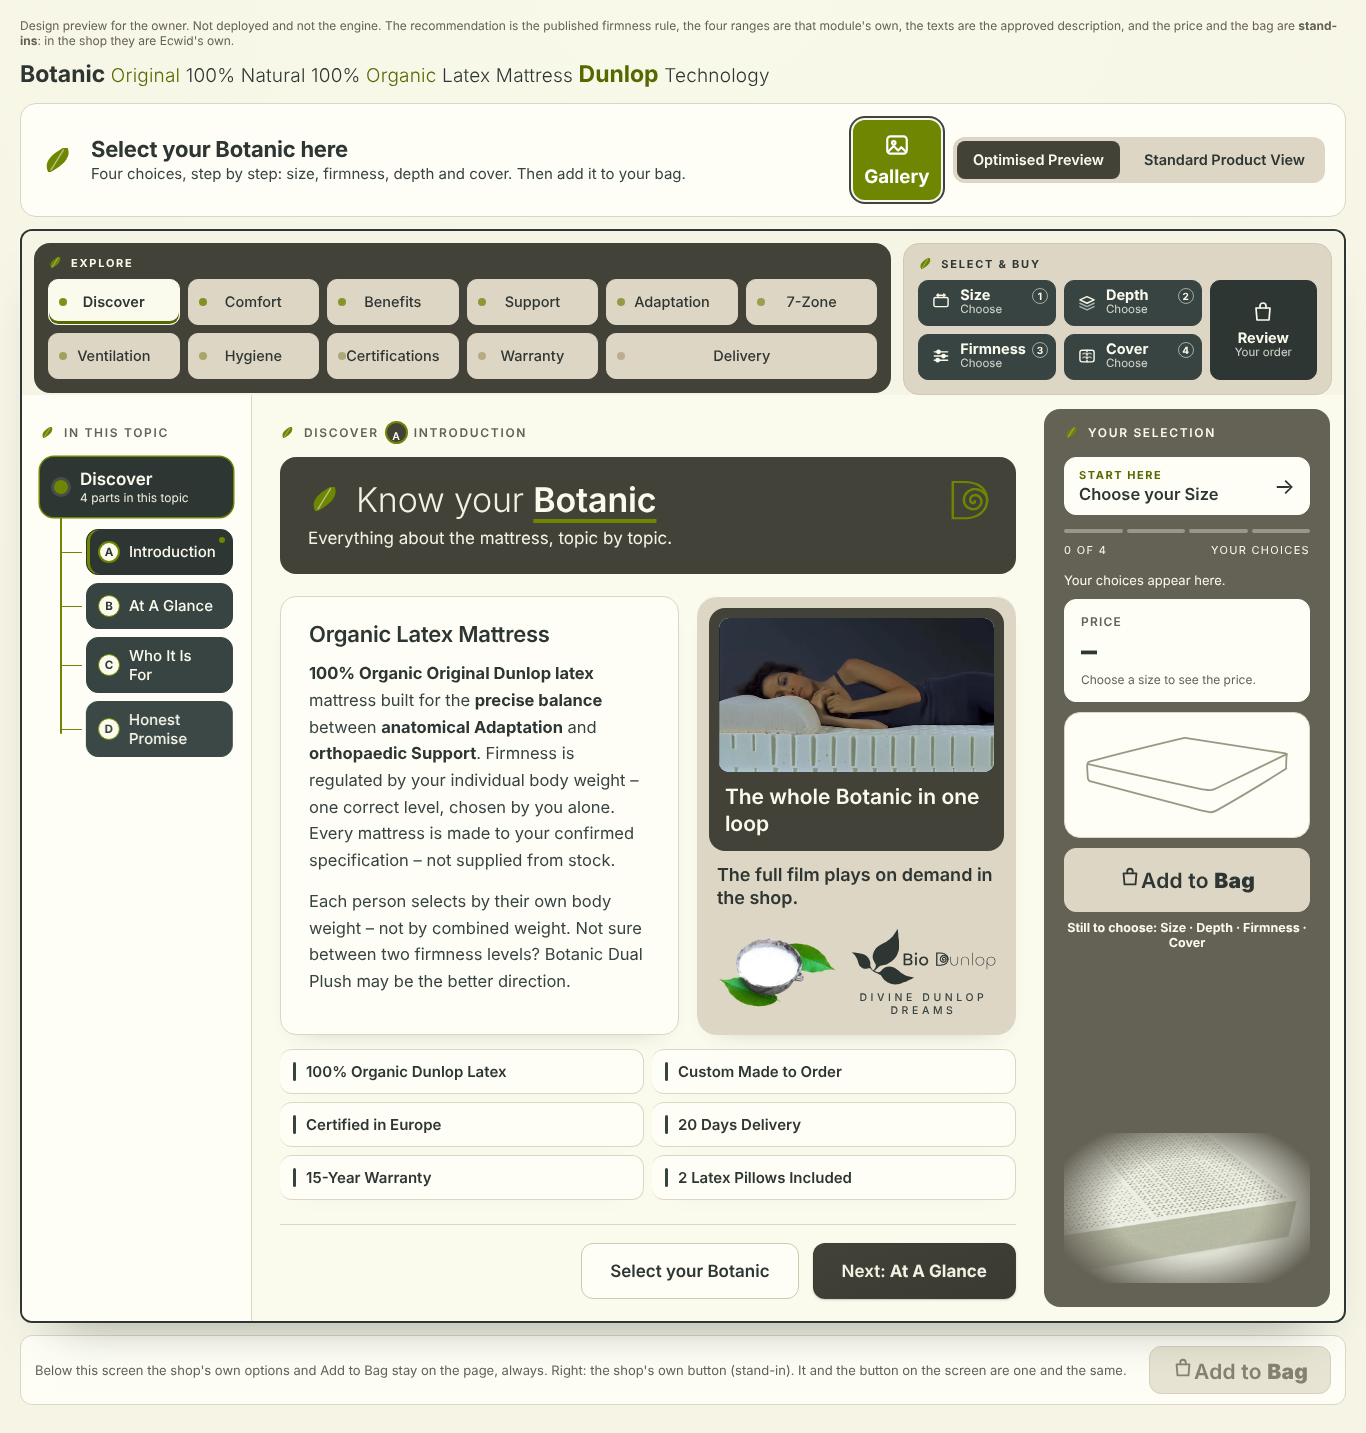 Design preview for the owner. Not deployed and not the engine. The recommendation is the published firmness rule, the four ranges are that module's own, the texts are the approved description, and the price and the bag are stand-
ins: in the shop they are Ecwid's own.
Botanic Original 100% Natural 100% Organic Latex Mattress Dunlop Technology
Select your Botanic here
Four choices, step by step: size, firmness, depth and cover. Then add it to your bag.
Gallery
Optimised Preview
Standard Product View
EXPLORE
Discover
Comfort
Benefits
Support
Adaptation
7-Zone
Ventilation
Hygiene
Certifications
Warranty
Delivery
SELECT & BUY
Size
Choose
1
Depth
Choose
2
Firmness
Choose
3
Cover
Choose
4
Review
Your order
IN THIS TOPIC
Discover
4 parts in this topic
A
Introduction
B
At A Glance
C
Who It Is
For
D
Honest
Promise
DISCOVER A INTRODUCTION
Know your Botanic
Everything about the mattress, topic by topic.
Organic Latex Mattress
100% Organic Original Dunlop latex
mattress built for the precise balance
between anatomical Adaptation and
orthopaedic Support. Firmness is
regulated by your individual body weight –
one correct level, chosen by you alone.
Every mattress is made to your confirmed
specification – not supplied from stock.
Each person selects by their own body
weight – not by combined weight. Not sure
between two firmness levels? Botanic Dual
Plush may be the better direction.
The whole Botanic in one
loop
The full film plays on demand in
the shop.
Bio Dunlop
DIVINE DUNLOP
DREAMS
100% Organic Dunlop Latex
Custom Made to Order
Certified in Europe
20 Days Delivery
15-Year Warranty
2 Latex Pillows Included
Select your Botanic
Next: At A Glance
YOUR SELECTION
START HERE
Choose your Size
0 OF 4
YOUR CHOICES
Your choices appear here.
PRICE
–
Choose a size to see the price.
Add to Bag
Still to choose: Size · Depth · Firmness ·
Cover
Below this screen the shop's own options and Add to Bag stay on the page, always. Right: the shop's own button (stand-in). It and the button on the screen are one and the same.
Add to Bag